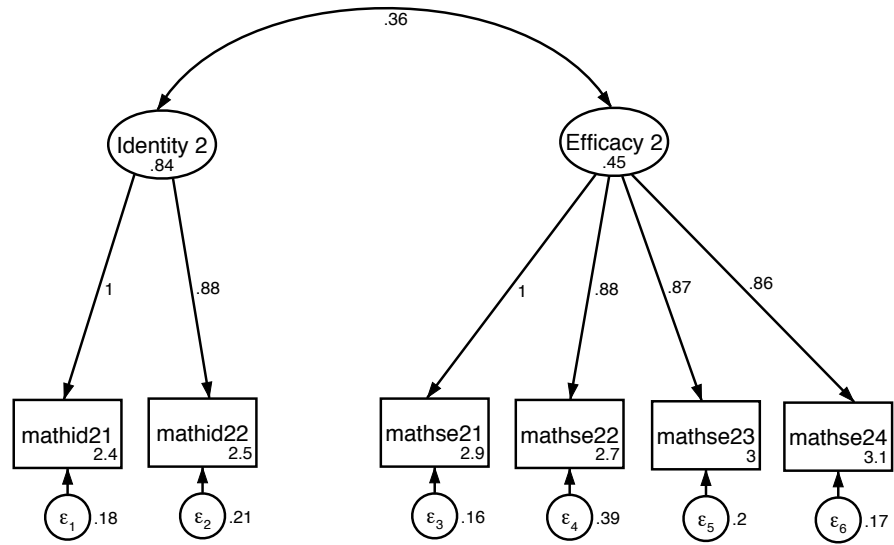 .36
Identity 2
.84
Efficacy 2
.45
1
.88
1
.88
.87
.86
mathid21
2.4
mathid22
2.5
mathse21
2.9
mathse22
2.7
mathse23
3
mathse24
3.1
ε1 .18
ε2 .21
ε3 .16
ε4 .39
ε5 .2
ε6 .17